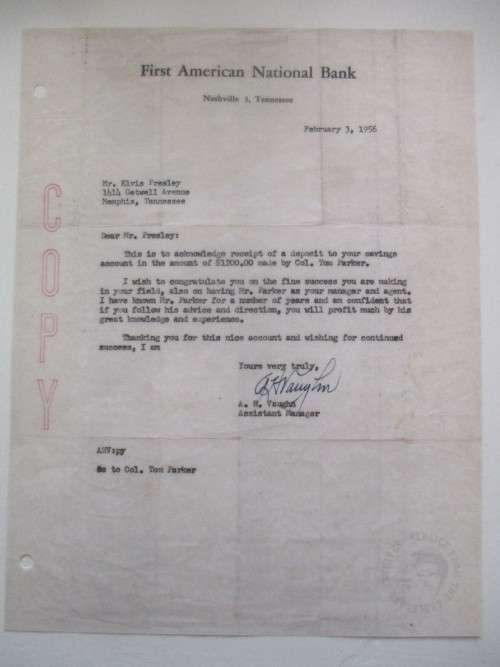 First American National Bank
Nashville 3, Tennessee
February 3, 1956
Mr. Elvis Presley
1414 Getwell Avenue
Memphis, Tennessee
COPY
Dear Mr. Presley:
This is to acknowledge receipt of a deposit to your savings
account in the amount of $1200.00 made by Col. Tom Parker.
I wish to congratulate you on the fine success you are making
in your field, also on having Mr. Parker as your manager and agent.
I have known Mr. Parker for a number of years and am confident that
if you follow his advice and direction, you will profit much by his
great knowledge and experience.
Thanking you for this nice account and wishing for continued
success, I am
Yours very truly,
A H Vaughn
A. H. Vaughn
Assistant Manager
AHV:py
cc to Col. Tom Parker